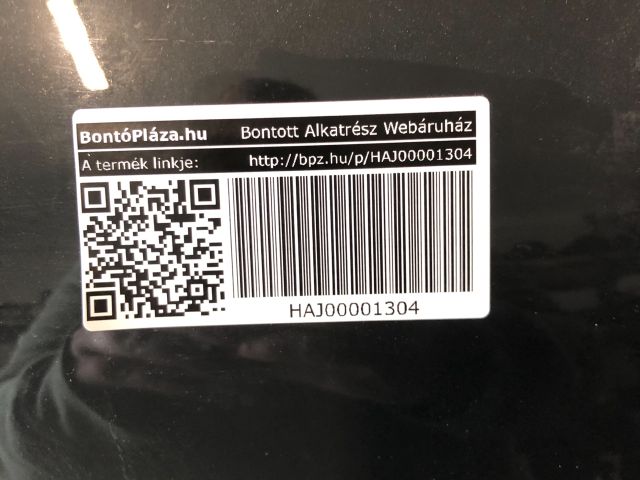 BontóPláza.hu Bontott Alkatrész Webáruház
A termék linkje: http://bpz.hu/p/HAJ00001304
HAJ00001304